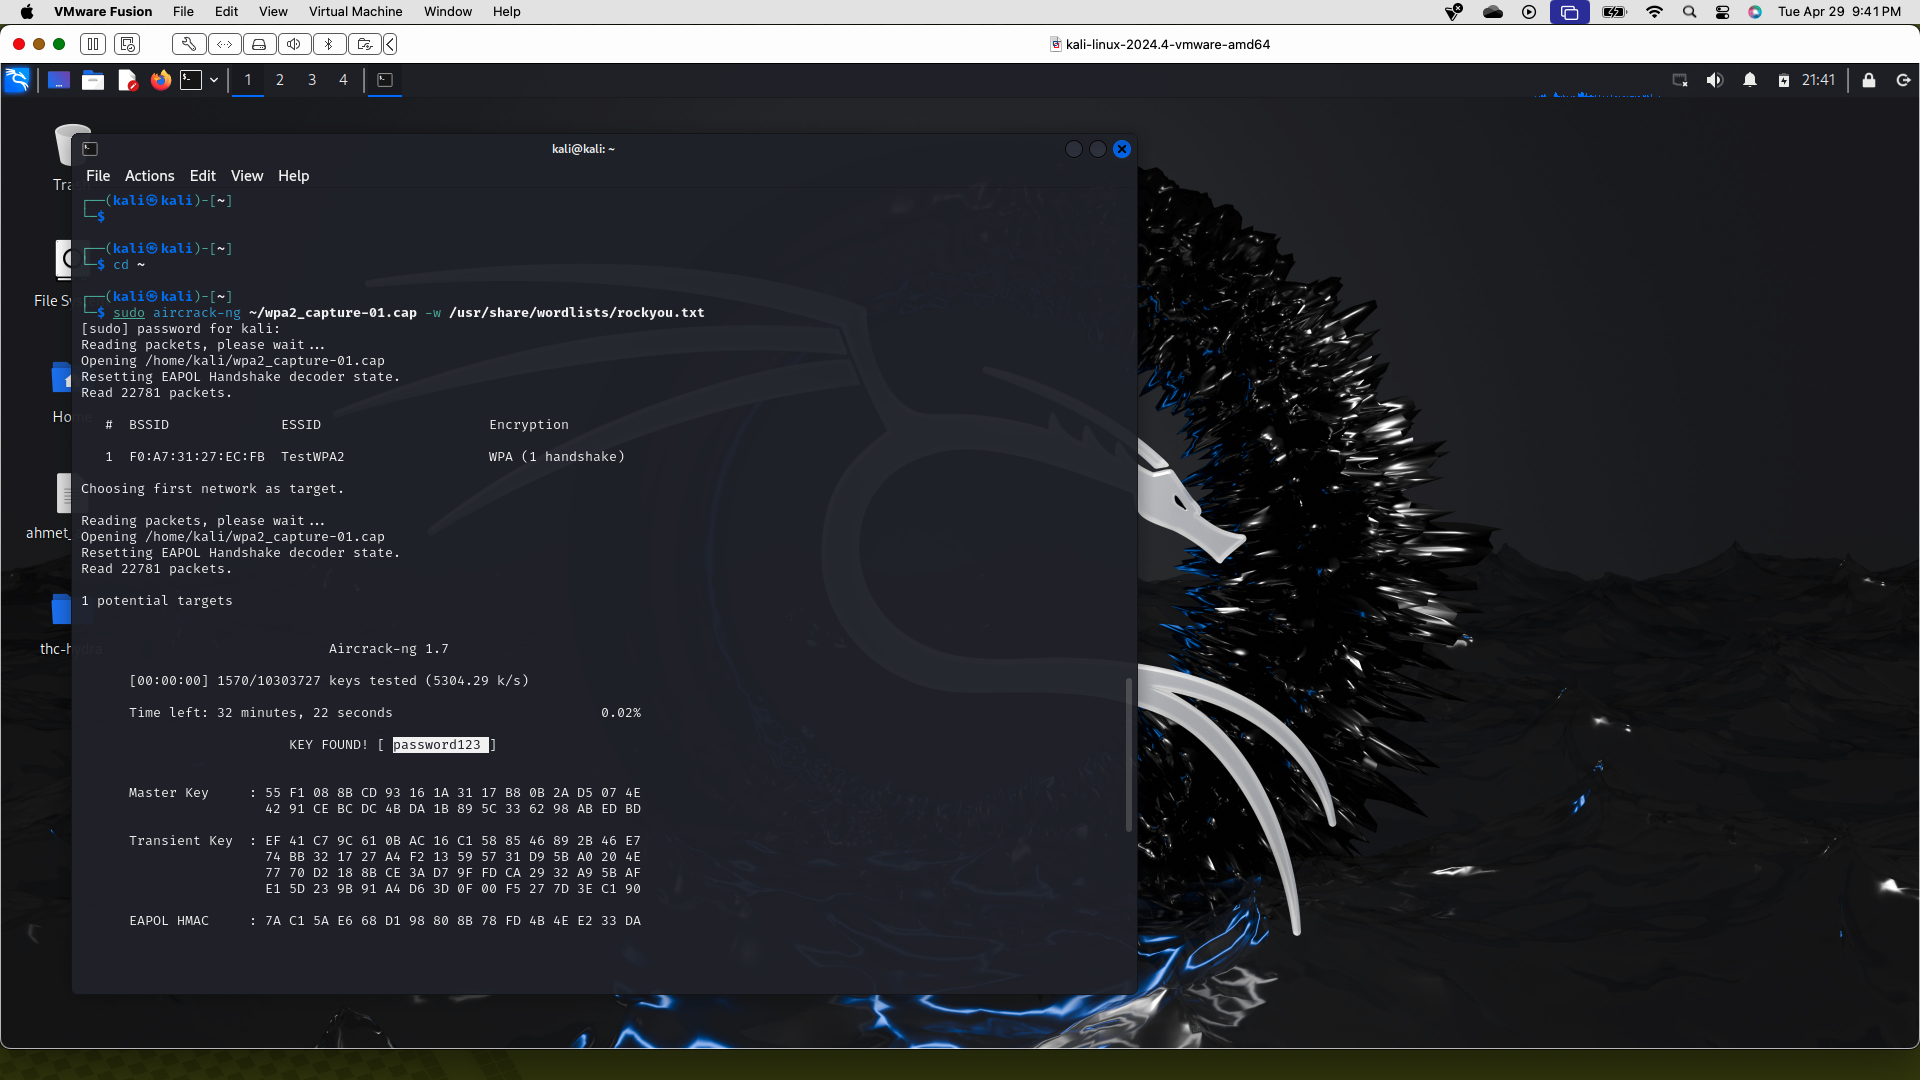 VMware Fusion File Edit View Virtual Machine Window Help Tue Apr 29 9:41 PM
kali-linux-2024.4-vmware-amd64
1 2 3 4 21:41
kali@kali: ~
File Actions Edit View Help
Trash
File Sy
Home
ahmet_
thc-hydra
┌──(kali㉿kali)-[~]
└─$
┌──(kali㉿kali)-[~]
└─$ cd ~
┌──(kali㉿kali)-[~]
└─$ sudo aircrack-ng ~/wpa2_capture-01.cap -w /usr/share/wordlists/rockyou.txt
[sudo] password for kali:
Reading packets, please wait...
Opening /home/kali/wpa2_capture-01.cap
Resetting EAPOL Handshake decoder state.
Read 22781 packets.
# BSSID ESSID Encryption
1 F0:A7:31:27:EC:FB TestWPA2 WPA (1 handshake)
Choosing first network as target.
Reading packets, please wait...
Opening /home/kali/wpa2_capture-01.cap
Resetting EAPOL Handshake decoder state.
Read 22781 packets.
1 potential targets
Aircrack-ng 1.7
[00:00:00] 1570/10303727 keys tested (5304.29 k/s)
Time left: 32 minutes, 22 seconds 0.02%
KEY FOUND! [ password123 ]
Master Key : 55 F1 08 8B CD 93 16 1A 31 17 B8 0B 2A D5 07 4E
42 91 CE BC DC 4B DA 1B 89 5C 33 62 98 AB ED BD
Transient Key : EF 41 C7 9C 61 0B AC 16 C1 58 85 46 89 2B 46 E7
74 BB 32 17 27 A4 F2 13 59 57 31 D9 5B A0 20 4E
77 70 D2 18 8B CE 3A D7 9F FD CA 29 32 A9 5B AF
E1 5D 23 9B 91 A4 D6 3D 0F 00 F5 27 7D 3E C1 90
EAPOL HMAC : 7A C1 5A E6 68 D1 98 80 8B 78 FD 4B 4E E2 33 DA